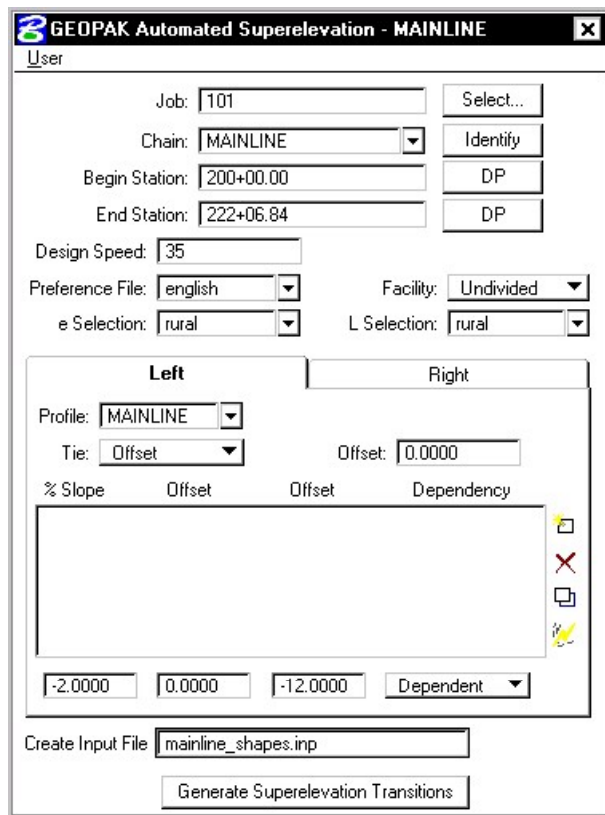 GEOPAK Automated Superelevation - MAINLINE
User
Job: 101 Select...
Chain: MAINLINE Identify
Begin Station: 200+00.00 DP
End Station: 222+06.84 DP
Design Speed: 35
Preference File: english Facility: Undivided
e Selection: rural L Selection: rural
Left Right
Profile: MAINLINE
Tie: Offset Offset: 0.0000
% Slope Offset Offset Dependency
-2.0000 0.0000 -12.0000 Dependent
Create Input File mainline_shapes.inp
Generate Superelevation Transitions